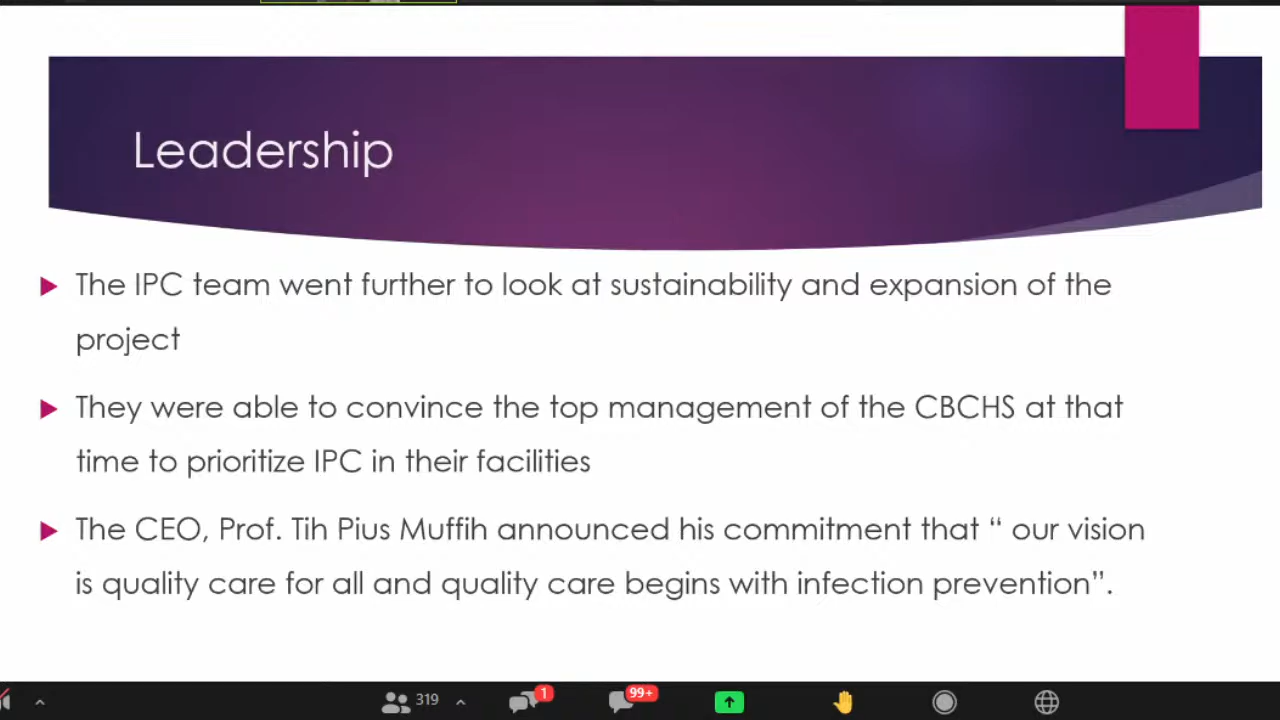 Leadership
The IPC team went further to look at sustainability and expansion of the
project
They were able to convince the top management of the CBCHS at that
time to prioritize IPC in their facilities
The CEO, Prof. Tih Pius Muffih announced his commitment that “ our vision
is quality care for all and quality care begins with infection prevention”.
319
1
99+